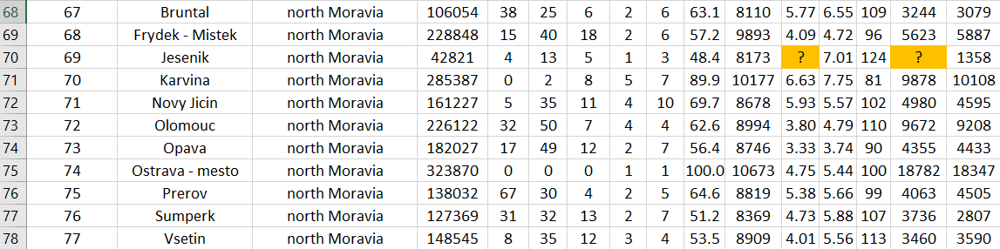 68 67 Bruntal north Moravia 106054 38 25 6 2 6 63.1 8110 5.77 6.55 109 3244 3079
69 68 Frydek - Mistek north Moravia 228848 15 40 18 2 6 57.2 9893 4.09 4.72 96 5623 5887
70 69 Jesenik north Moravia 42821 4 13 5 1 3 48.4 8173 ? 7.01 124 ? 1358
71 70 Karvina north Moravia 285387 0 2 8 5 7 89.9 10177 6.63 7.75 81 9878 10108
72 71 Novy Jicin north Moravia 161227 5 35 11 4 10 69.7 8678 5.93 5.57 102 4980 4595
73 72 Olomouc north Moravia 226122 32 50 7 4 4 62.6 8994 3.80 4.79 110 9672 9208
74 73 Opava north Moravia 182027 17 49 12 2 7 56.4 8746 3.33 3.74 90 4355 4433
75 74 Ostrava - mesto north Moravia 323870 0 0 0 1 1 100.0 10673 4.75 5.44 100 18782 18347
76 75 Prerov north Moravia 138032 67 30 4 2 5 64.6 8819 5.38 5.66 99 4063 4505
77 76 Sumperk north Moravia 127369 31 32 13 2 7 51.2 8369 4.73 5.88 107 3736 2807
78 77 Vsetin north Moravia 148545 8 35 12 3 4 53.5 8909 4.01 5.56 113 3460 3590